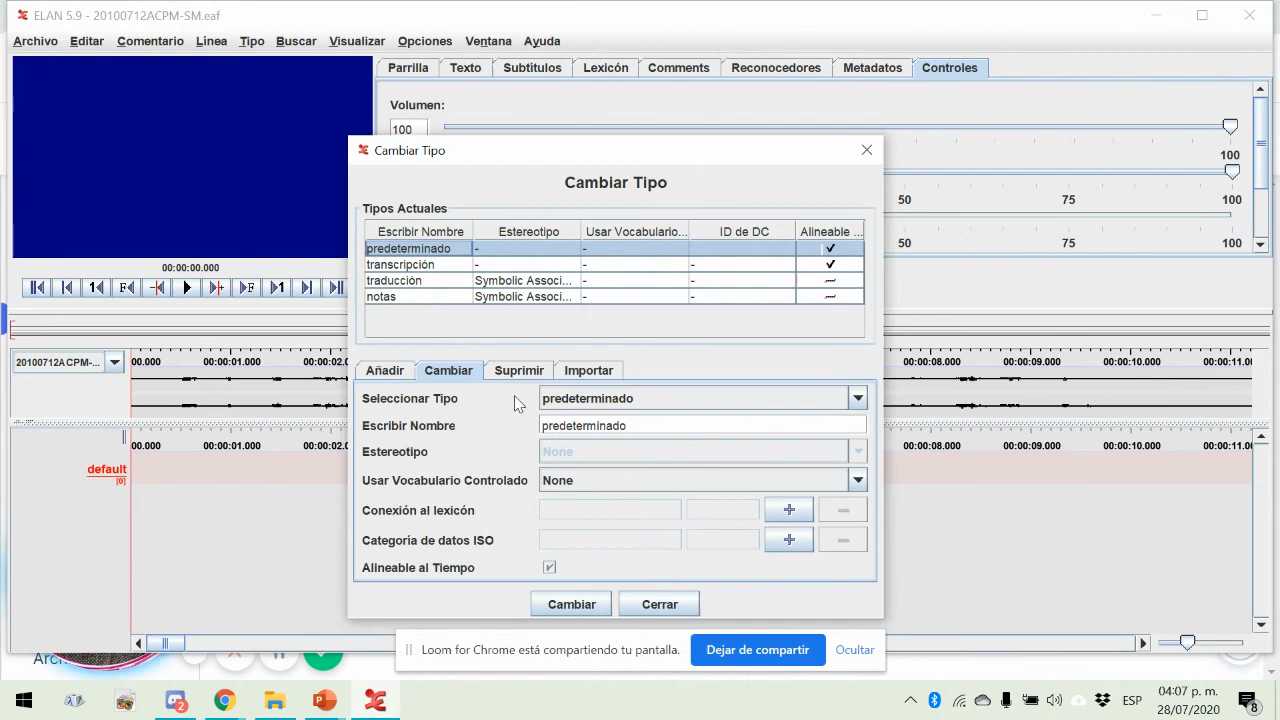 ELAN 5.9 - 20100712ACPM-SM.eaf
Archivo Editar Comentario Línea Tipo Buscar Visualizar Opciones Ventana Ayuda
Parrilla Texto Subtitulos Lexicón Comments Reconocedores Metadatos Controles
Volumen:
100
100
50 75 100
50 75 100
00:00:00.000
Cambiar Tipo
Cambiar Tipo
Tipos Actuales
Escribir Nombre Estereotipo Usar Vocabulario... ID de DC Alineable ...
predeterminado - -
transcripción - - -
traducción Symbolic Associ... - -
notas Symbolic Associ... - -
Añadir Cambiar Suprimir Importar
Seleccionar Tipo predeterminado
Escribir Nombre predeterminado
Estereotipo None
Usar Vocabulario Controlado None
Conexión al lexicón
Categoría de datos ISO
Alineable al Tiempo
Cambiar Cerrar
20100712ACPM-...
00.000 00:00:01.000 00:00:02.0 00:00:08.000 00:00:09.000 00:00:10.000 00:00:11.00
00.000 00:00:01.000 00:00:02.0 00:00:08.000 00:00:09.000 00:00:10.000 00:00:11.00
default
[0]
Loom for Chrome está compartiendo tu pantalla. Dejar de compartir Ocultar
Arch
2
ESP
04:07 p. m.
28/07/2020
8